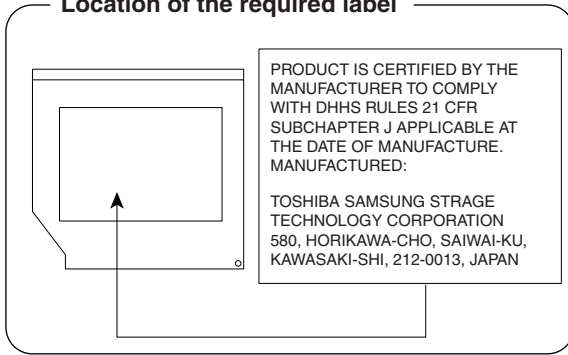 Location of the required label
PRODUCT IS CERTIFIED BY THE
MANUFACTURER TO COMPLY
WITH DHHS RULES 21 CFR
SUBCHAPTER J APPLICABLE AT
THE DATE OF MANUFACTURE.
MANUFACTURED:
TOSHIBA SAMSUNG STRAGE
TECHNOLOGY CORPORATION
580, HORIKAWA-CHO, SAIWAI-KU,
KAWASAKI-SHI, 212-0013, JAPAN